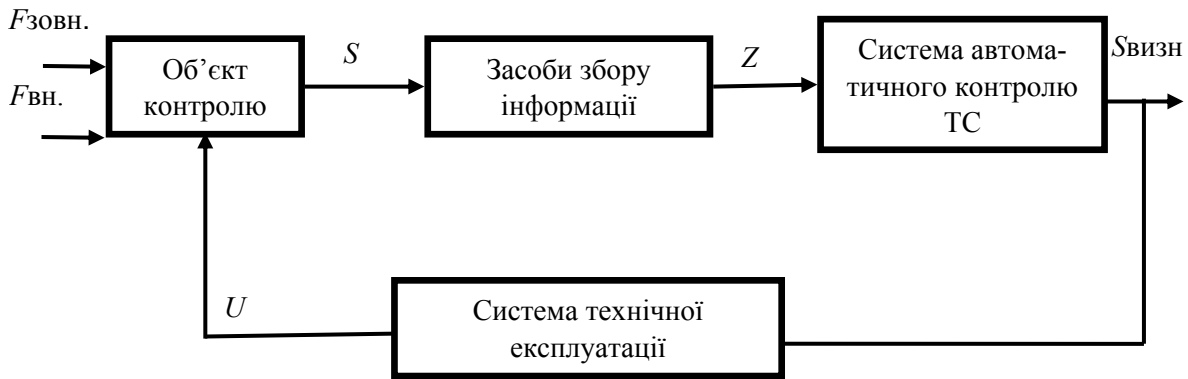 Fзовн.
Fвн.
Об’єкт
контролю
S
Засоби збору
інформації
Z
Система автома-
тичного контролю
ТС
Sвизн
U
Система технічної
експлуатації